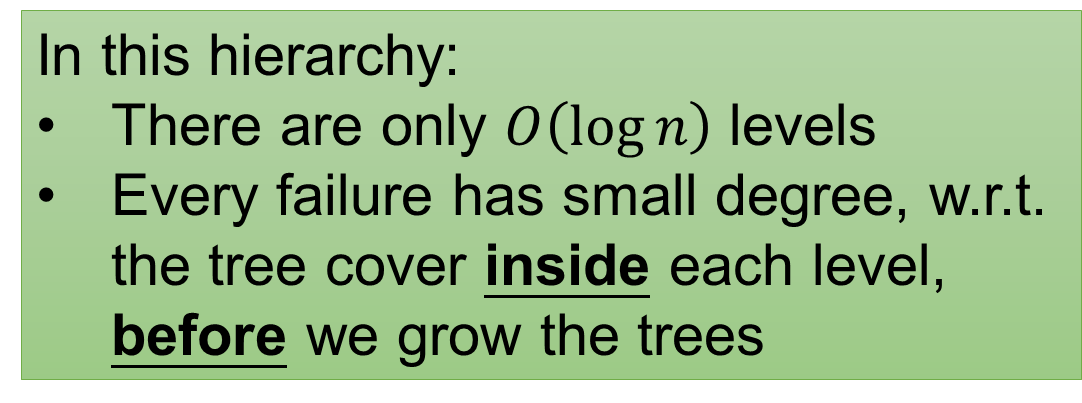 In this hierarchy:
• There are only O(log n) levels
• Every failure has small degree, w.r.t.
the tree cover inside each level,
before we grow the trees